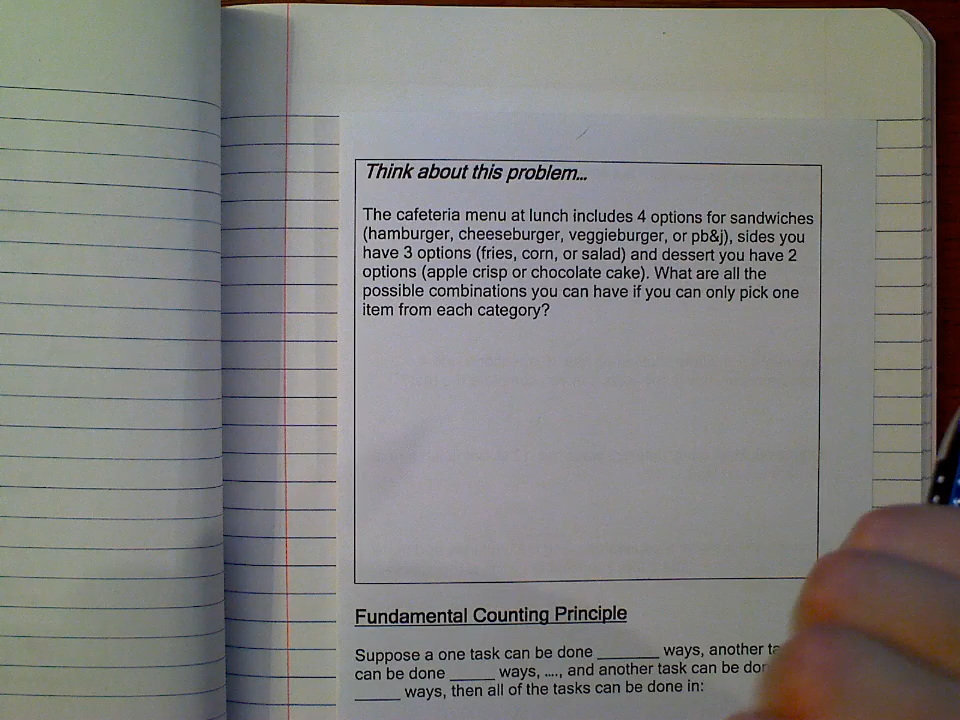 Think about this problem...
The cafeteria menu at lunch includes 4 options for sandwiches
(hamburger, cheeseburger, veggieburger, or pb&j), sides you
have 3 options (fries, corn, or salad) and dessert you have 2
options (apple crisp or chocolate cake). What are all the
possible combinations you can have if you can only pick one
item from each category?
Fundamental Counting Principle
Suppose a one task can be done ______ ways, another
can be done _____ ways, ...., and another task can be
_____ ways, then all of the tasks can be done in: